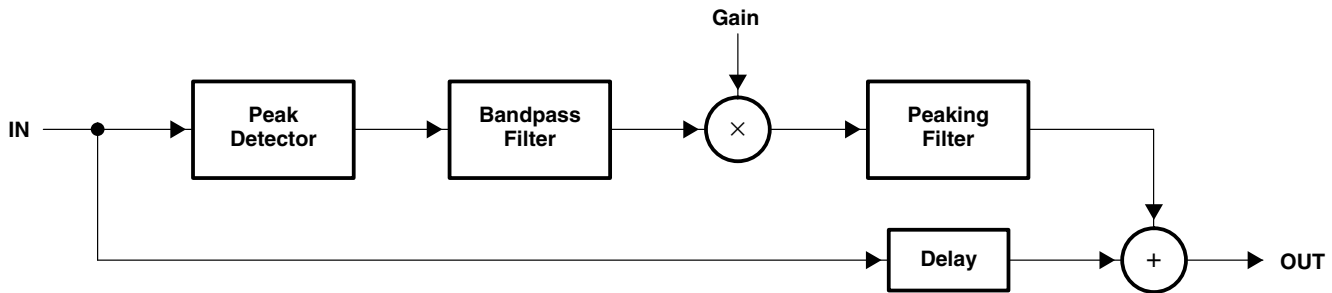 Gain
IN
Peak
Detector
Bandpass
Filter
×
Peaking
Filter
Delay
+
OUT